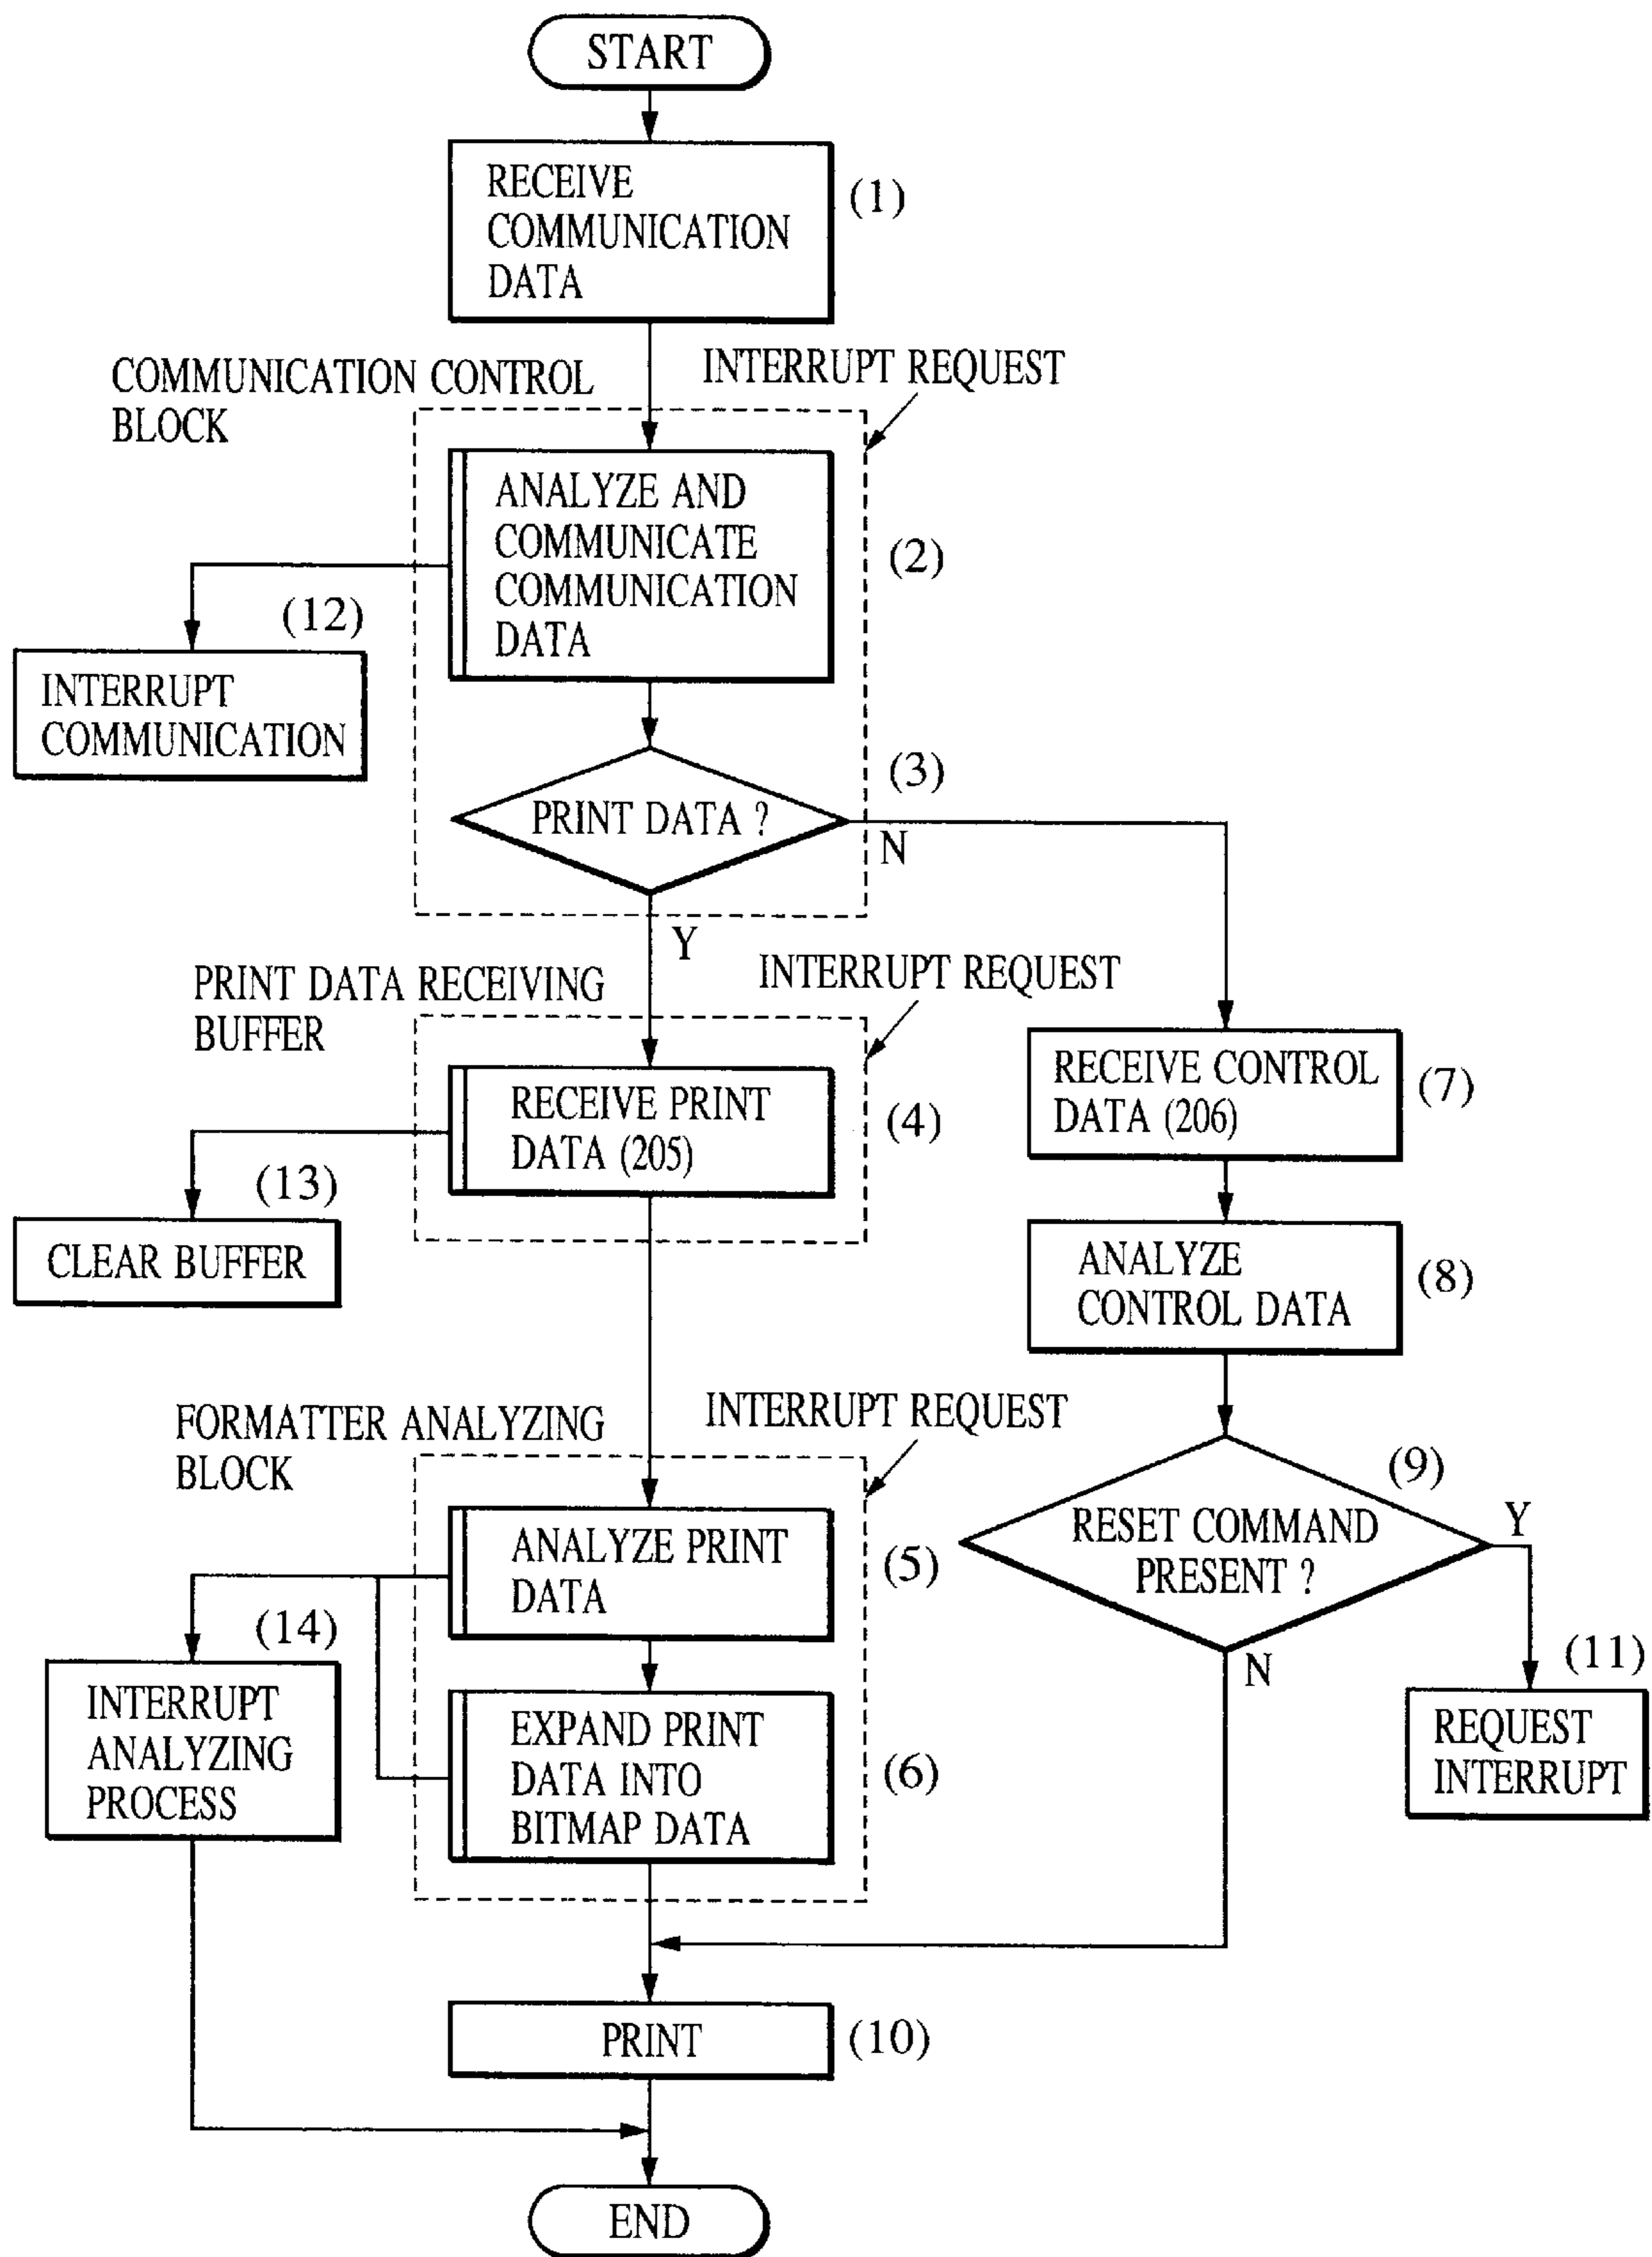 START
RECEIVE
COMMUNICATION
DATA
(1)
COMMUNICATION CONTROL
BLOCK
INTERRUPT REQUEST
ANALYZE AND
COMMUNICATE
COMMUNICATION
DATA
(2)
(12)
INTERRUPT
COMMUNICATION
(3)
PRINT DATA ?
N
Y
PRINT DATA RECEIVING
BUFFER
INTERRUPT REQUEST
RECEIVE PRINT
DATA (205)
(4)
RECEIVE CONTROL
DATA (206)
(7)
(13)
CLEAR BUFFER
ANALYZE
CONTROL DATA
(8)
FORMATTER ANALYZING
BLOCK
INTERRUPT REQUEST
(9)
RESET COMMAND
PRESENT ?
Y
N
ANALYZE PRINT
DATA
(5)
(14)
INTERRUPT
ANALYZING
PROCESS
(11)
REQUEST
INTERRUPT
EXPAND PRINT
DATA INTO
BITMAP DATA
(6)
PRINT
(10)
END